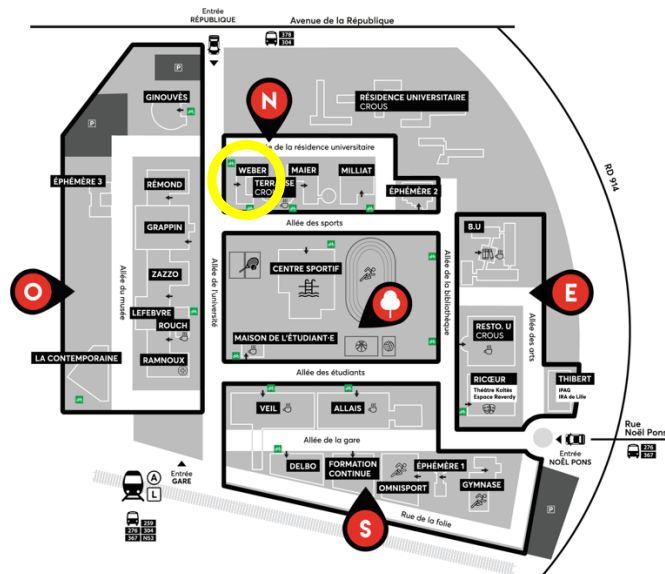 Entrée
RÉPUBLIQUE
Avenue de la République
378
304
P
GINOUVÈS
P
N
RÉSIDENCE UNIVERSITAIRE
CROUS
de la résidence universitaire
WEBER
MAIER
MILLIAT
TERRASSE
CROUS
ÉPHÉMÈRE 2
ÉPHÉMÈRE 3
RÉMOND
RD 914
Allée des sports
B.U
GRAPPIN
ZAZZO
CENTRE SPORTIF
Allée du musée
Allée de l'université
Allée de la bibliothèque
O
E
LEFEBVRE
ROUCH
Allée des arts
RESTO. U
CROUS
MAISON DE L'ÉTUDIANT·E
LA CONTEMPORAINE
RAMNOUX
Allée des étudiants
RICŒUR
Théâtre Koltès
Espace Reverdy
THIBERT
IPAG
IRA de Lille
VEIL
ALLAIS
Rue
Noël Pons
276
367
Entrée
NOËL PONS
Allée de la gare
DELBO
FORMATION
CONTINUE
OMNISPORT
ÉPHÉMÈRE 1
GYMNASE
Entrée
GARE
A
L
259
276 304
367 N53
S
Rue de la folie
P